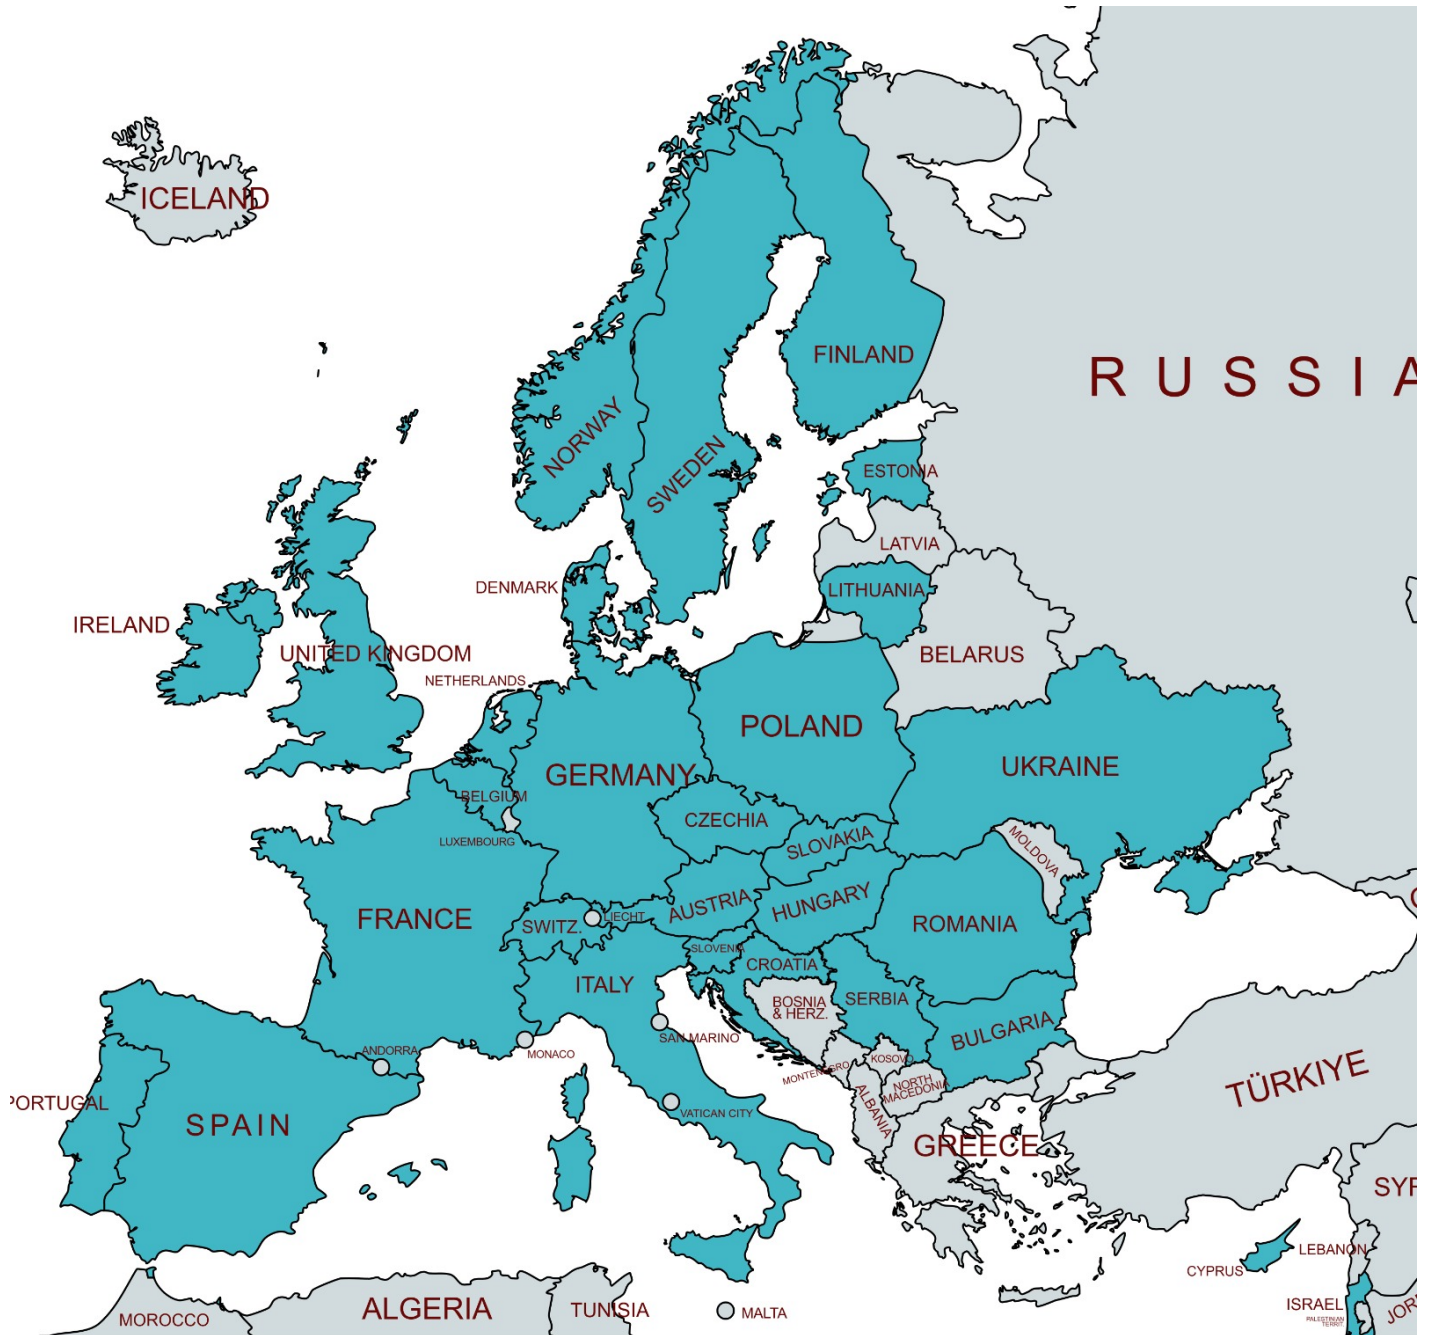 ICELAND
RUSSIA
FINLAND
NORWAY
SWEDEN
ESTONIA
LATVIA
DENMARK
LITHUANIA
IRELAND
UNITED KINGDOM
BELARUS
NETHERLANDS
POLAND
UKRAINE
GERMANY
BELGIUM
CZECHIA
LUXEMBOURG
SLOVAKIA
MOLDOVA
FRANCE
SWITZ.
LIECHT
AUSTRIA
HUNGARY
ROMANIA
SLOVENIA
CROATIA
ITALY
BOSNIA
& HERZ.
SERBIA
BULGARIA
SAN MARINO
ANDORRA
MONACO
MONTENEGRO
KOSOVO
NORTH
MACEDONIA
ALBANIA
TÜRKIYE
PORTUGAL
SPAIN
VATICAN CITY
GREECE
SYR
LEBANON
CYPRUS
ISRAEL
PALESTINIAN
TERRIT.
JOR
MOROCCO
ALGERIA
TUNISIA
MALTA